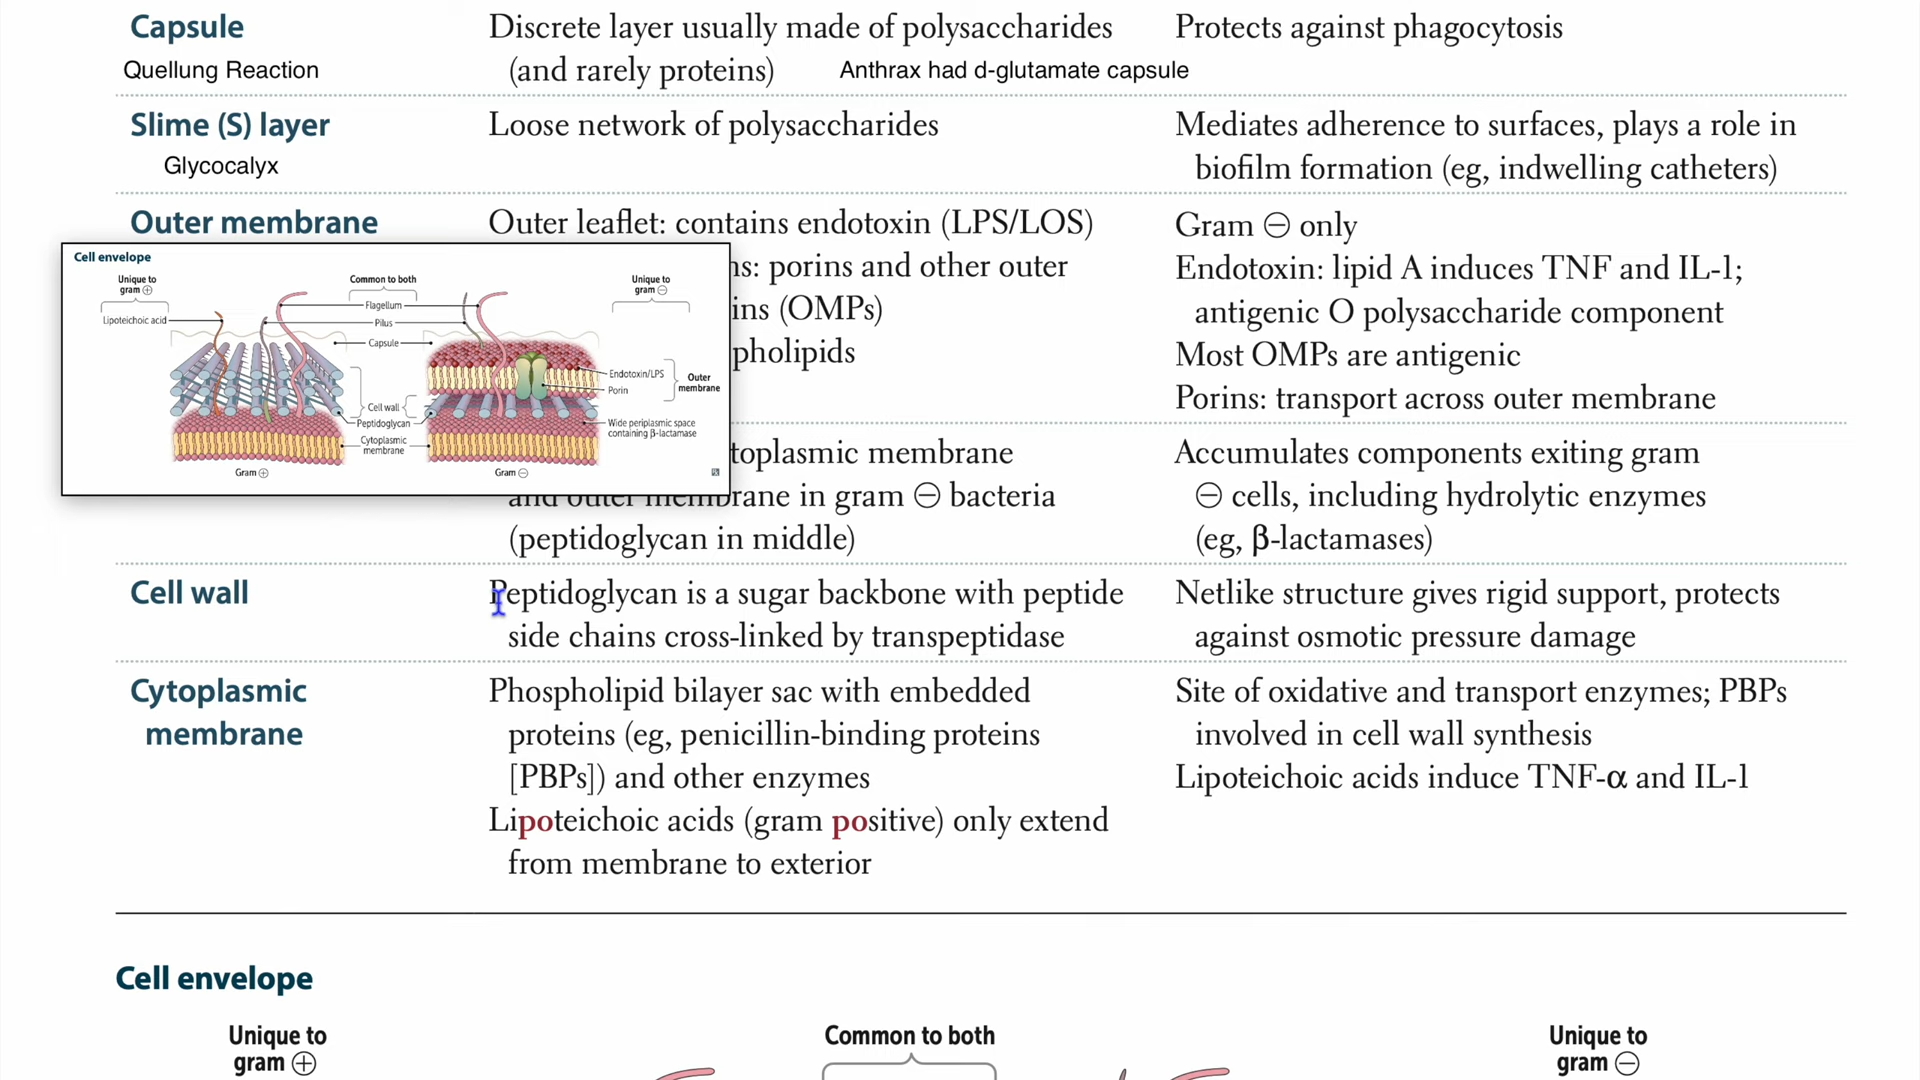 Capsule
Discrete layer usually made of polysaccharides
(and rarely proteins)
Protects against phagocytosis
Quellung Reaction
Anthrax had d-glutamate capsule
Slime (S) layer
Glycocalyx
Loose network of polysaccharides
Mediates adherence to surfaces, plays a role in
biofilm formation (eg, indwelling catheters)
Outer membrane
Outer leaflet: contains endotoxin (LPS/LOS)
ns: porins and other outer
ins (OMPs)
pholipids
Gram ⊖ only
Endotoxin: lipid A induces TNF and IL-1;
antigenic O polysaccharide component
Most OMPs are antigenic
Porins: transport across outer membrane
Cell envelope
Unique to
gram ⊕
Common to both
Unique to
gram ⊖
Lipoteichoic acid
Flagellum
Pilus
Capsule
Endotoxin/LPS
Porin
Outer
membrane
Cell wall
Peptidoglycan
Cytoplasmic
membrane
Wide periplasmic space
containing β-lactamase
Gram ⊕
Gram ⊖
toplasmic membrane
and outer membrane in gram ⊖ bacteria
(peptidoglycan in middle)
Accumulates components exiting gram
⊖ cells, including hydrolytic enzymes
(eg, β-lactamases)
Cell wall
Peptidoglycan is a sugar backbone with peptide
side chains cross-linked by transpeptidase
Netlike structure gives rigid support, protects
against osmotic pressure damage
Cytoplasmic
membrane
Phospholipid bilayer sac with embedded
proteins (eg, penicillin-binding proteins
[PBPs]) and other enzymes
Lipoteichoic acids (gram positive) only extend
from membrane to exterior
Site of oxidative and transport enzymes; PBPs
involved in cell wall synthesis
Lipoteichoic acids induce TNF-α and IL-1
Cell envelope
Unique to
gram ⊕
Common to both
Unique to
gram ⊖